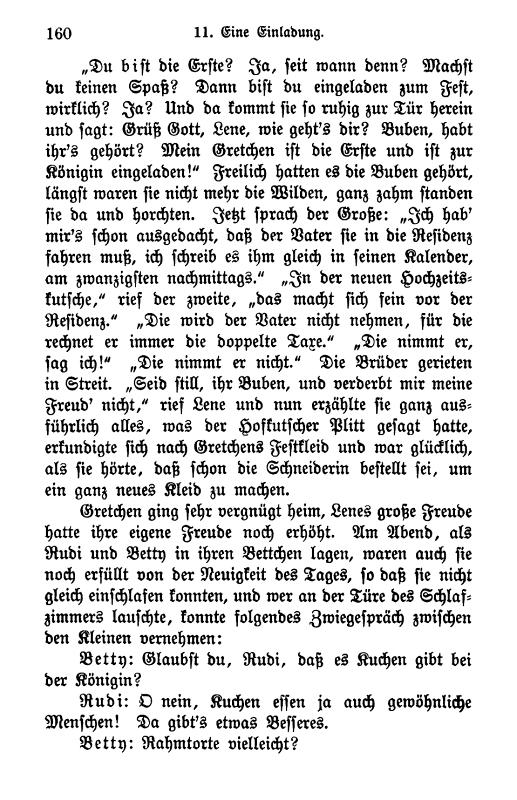 160 11. Eine Einladung.
„Du bist die Erste? Ja, seit wann denn? Machst
du keinen Spaß? Dann bist du eingeladen zum Fest,
wirklich? Ja? Und da kommt sie so ruhig zur Tür herein
und sagt: Grüß Gott, Lene, wie geht's dir? Buben, habt
ihr's gehört? Mein Gretchen ist die Erste und ist zur
Königin eingeladen!“ Freilich hatten es die Buben gehört,
längst waren sie nicht mehr die Wilden, ganz zahm standen
sie da und horchten. Jetzt sprach der Große: „Ich hab'
mir's schon ausgedacht, daß der Vater sie in die Residenz
fahren muß, ich schreib es ihm gleich in seinen Kalender,
am zwanzigsten nachmittags.“ „In der neuen Hochzeits-
kutsche,“ rief der zweite, „das macht sich fein vor der
Residenz.“ „Die wird der Vater nicht nehmen, für die
rechnet er immer die doppelte Taxe.“ „Die nimmt er,
sag ich!“ „Die nimmt er nicht.“ Die Brüder gerieten
in Streit. „Seid still, ihr Buben, und verderbt mir meine
Freud' nicht,“ rief Lene und nun erzählte sie ganz aus-
führlich alles, was der Hofkutscher Plitt gesagt hatte,
erkundigte sich nach Gretchens Festkleid und war glücklich,
als sie hörte, daß schon die Schneiderin bestellt sei, um
ein ganz neues Kleid zu machen.
Gretchen ging sehr vergnügt heim, Lenes große Freude
hatte ihre eigene Freude noch erhöht. Am Abend, als
Rudi und Betty in ihren Bettchen lagen, waren auch sie
noch erfüllt von der Neuigkeit des Tages, so daß sie nicht
gleich einschlafen konnten, und wer an der Türe des Schlaf-
zimmers lauschte, konnte folgendes Zwiegespräch zwischen
den Kleinen vernehmen:
Betty: Glaubst du, Rudi, daß es Kuchen gibt bei
der Königin?
Rudi: O nein, Kuchen essen ja auch gewöhnliche
Menschen! Da gibt's etwas Besseres.
Betty: Rahmtorte vielleicht?